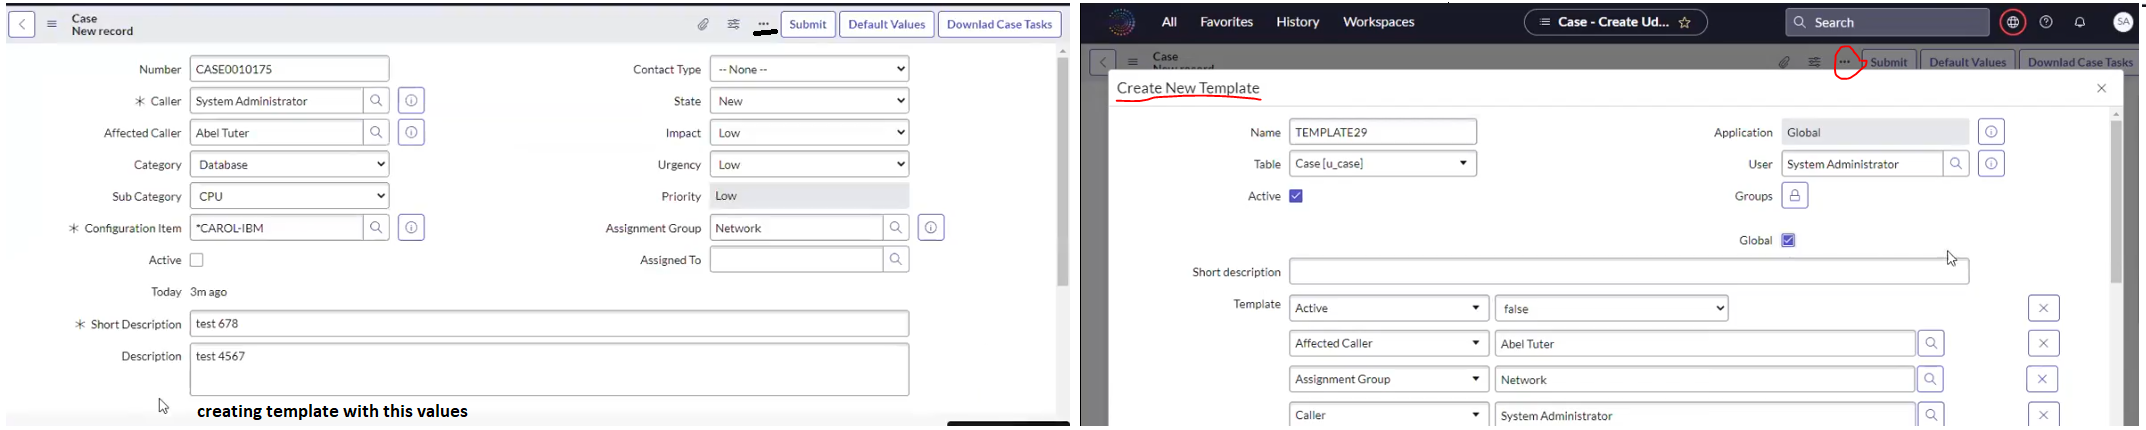 Case
New record
Submit
Default Values
Downlad Case Tasks
Number
CASE0010175
Contact Type
-- None --
* Caller
System Administrator
State
New
Affected Caller
Abel Tuter
Impact
Low
Category
Database
Urgency
Low
Sub Category
CPU
Priority
Low
* Configuration Item
*CAROL-IBM
Assignment Group
Network
Active
Assigned To
Today
3m ago
* Short Description
test 678
Description
test 4567
creating template with this values
All
Favorites
History
Workspaces
Case - Create Ud...
Search
SA
Case
New record
Submit
Default Values
Downlad Case Tasks
Create New Template
Name
TEMPLATE29
Application
Global
Table
Case [u_case]
User
System Administrator
Active
Groups
Global
Short description
Template
Active
false
Affected Caller
Abel Tuter
Assignment Group
Network
Caller
System Administrator